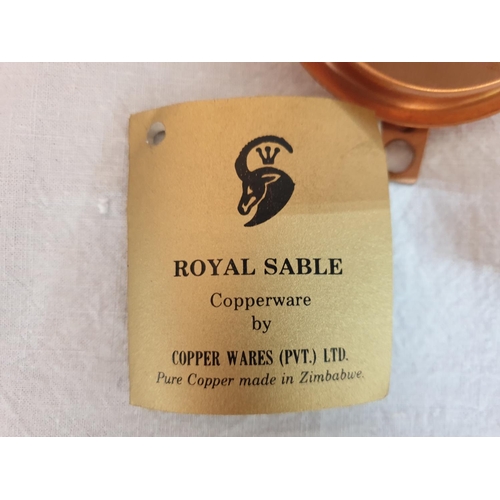 ROYAL SABLE
Copperware
by
COPPER WARES (PVT.) LTD.
Pure Copper made in Zimbabwe.